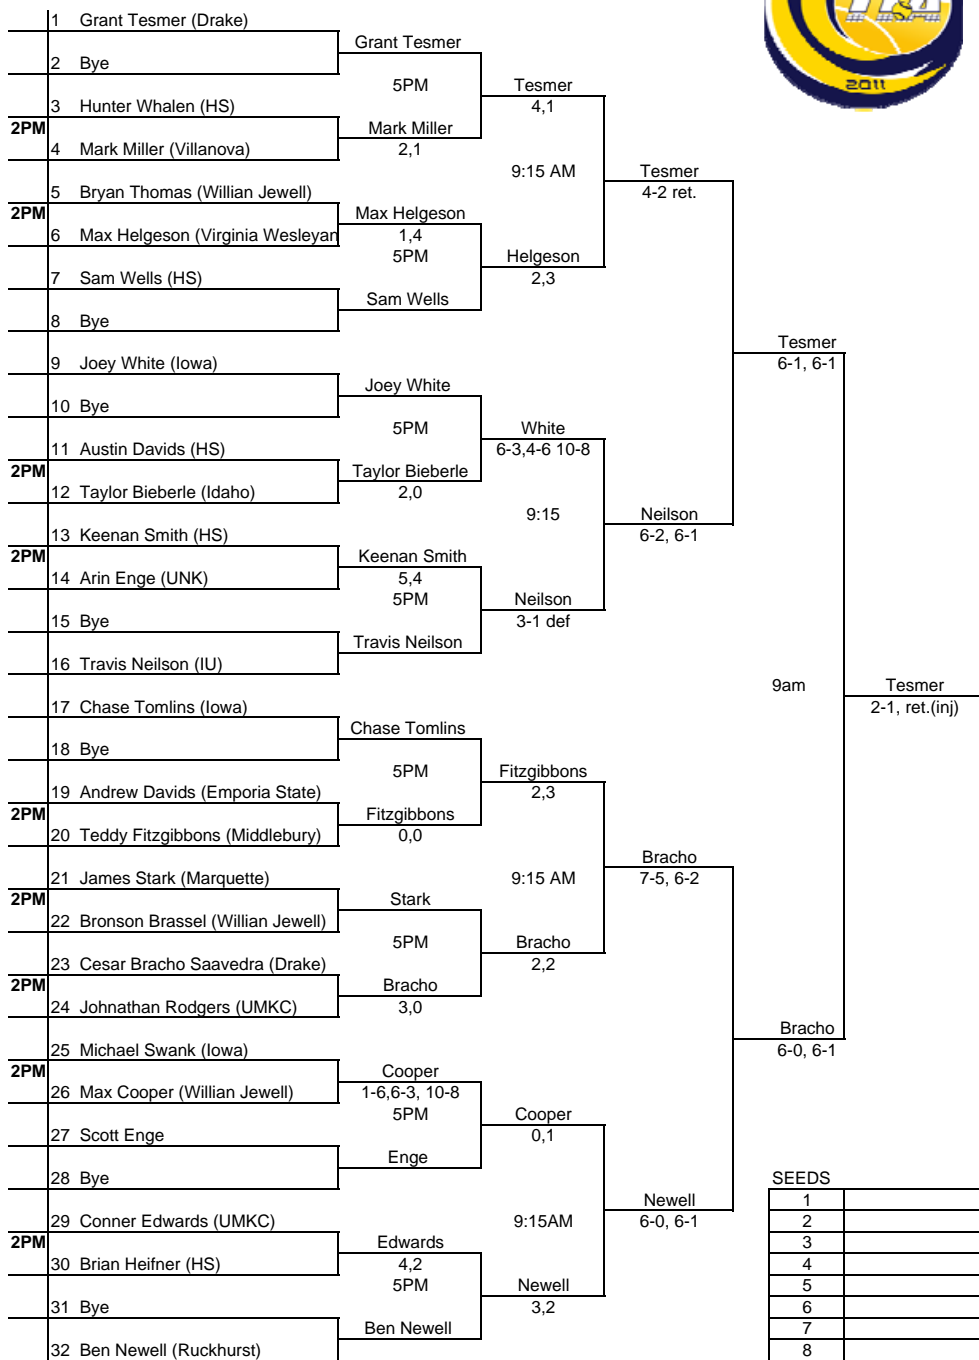 1 Grant Tesmer (Drake)
Grant Tesmer
2 Bye
5PM
Tesmer
4,1
3 Hunter Whalen (HS)
2PM
Mark Miller
2,1
4 Mark Miller (Villanova)
9:15 AM
Tesmer
4-2 ret.
5 Bryan Thomas (Willian Jewell)
2PM
Max Helgeson
1,4
6 Max Helgeson (Virginia Wesleyan
5PM
Helgeson
2,3
7 Sam Wells (HS)
Sam Wells
8 Bye
Tesmer
6-1, 6-1
9 Joey White (Iowa)
Joey White
10 Bye
5PM
White
6-3,4-6 10-8
11 Austin Davids (HS)
2PM
Taylor Bieberle
2,0
12 Taylor Bieberle (Idaho)
9:15
Neilson
6-2, 6-1
13 Keenan Smith (HS)
2PM
Keenan Smith
5,4
14 Arin Enge (UNK)
5PM
Neilson
3-1 def
15 Bye
Travis Neilson
16 Travis Neilson (IU)
9am
Tesmer
2-1, ret.(inj)
17 Chase Tomlins (Iowa)
Chase Tomlins
18 Bye
5PM
Fitzgibbons
2,3
19 Andrew Davids (Emporia State)
2PM
Fitzgibbons
0,0
20 Teddy Fitzgibbons (Middlebury)
Bracho
7-5, 6-2
21 James Stark (Marquette)
9:15 AM
2PM
Stark
22 Bronson Brassel (Willian Jewell)
5PM
Bracho
2,2
23 Cesar Bracho Saavedra (Drake)
2PM
Bracho
3,0
24 Johnathan Rodgers (UMKC)
Bracho
6-0, 6-1
25 Michael Swank (Iowa)
2PM
Cooper
1-6,6-3, 10-8
26 Max Cooper (Willian Jewell)
5PM
Cooper
0,1
27 Scott Enge
Enge
28 Bye
SEEDS
1
2
3
4
5
6
7
8
Newell
6-0, 6-1
29 Conner Edwards (UMKC)
9:15AM
2PM
Edwards
4,2
30 Brian Heifner (HS)
5PM
Newell
3,2
31 Bye
Ben Newell
32 Ben Newell (Ruckhurst)
2011